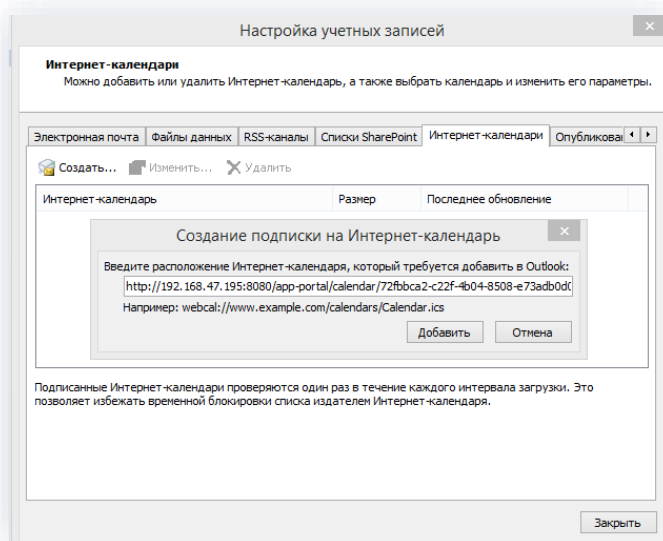 Настройка учетных записей
Интернет-календари
Можно добавить или удалить Интернет-календарь, а также выбрать календарь и изменить его параметры.
Электронная почта Файлы данных RSS-каналы Списки SharePoint Интернет-календари Опубликова
Создать... Изменить... Удалить
Интернет-календарь Размер Последнее обновление
Создание подписки на Интернет-календарь
Введите расположение Интернет-календаря, который требуется добавить в Outlook:
http://192.168.47.195:8080/app-portal/calendar/72fbbca2-c22f-4b04-8508-e73adb0d0
Например: webcal://www.example.com/calendars/Calendar.ics
Добавить Отмена
Подписанные Интернет-календари проверяются один раз в течение каждого интервала загрузки. Это
позволяет избежать временной блокировки списка издателем Интернет-календаря.
Закрыть